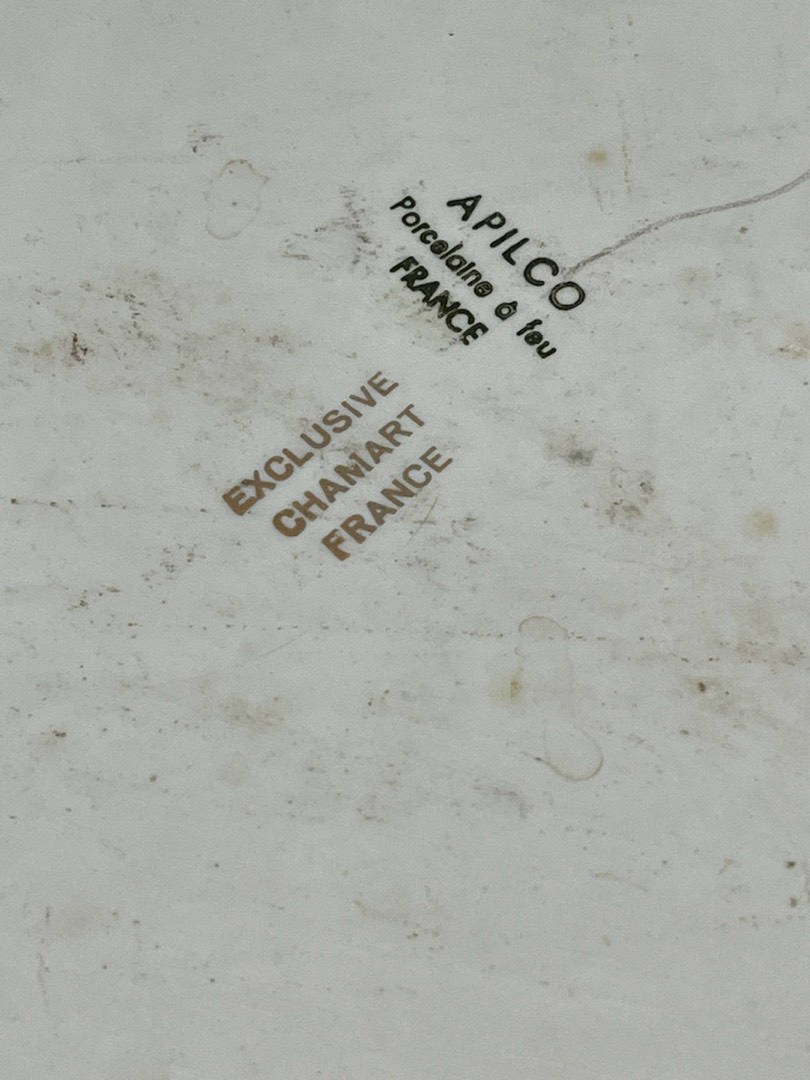 APILCO
Porcelaine à feu
FRANCE
EXCLUSIVE
CHAMART
FRANCE